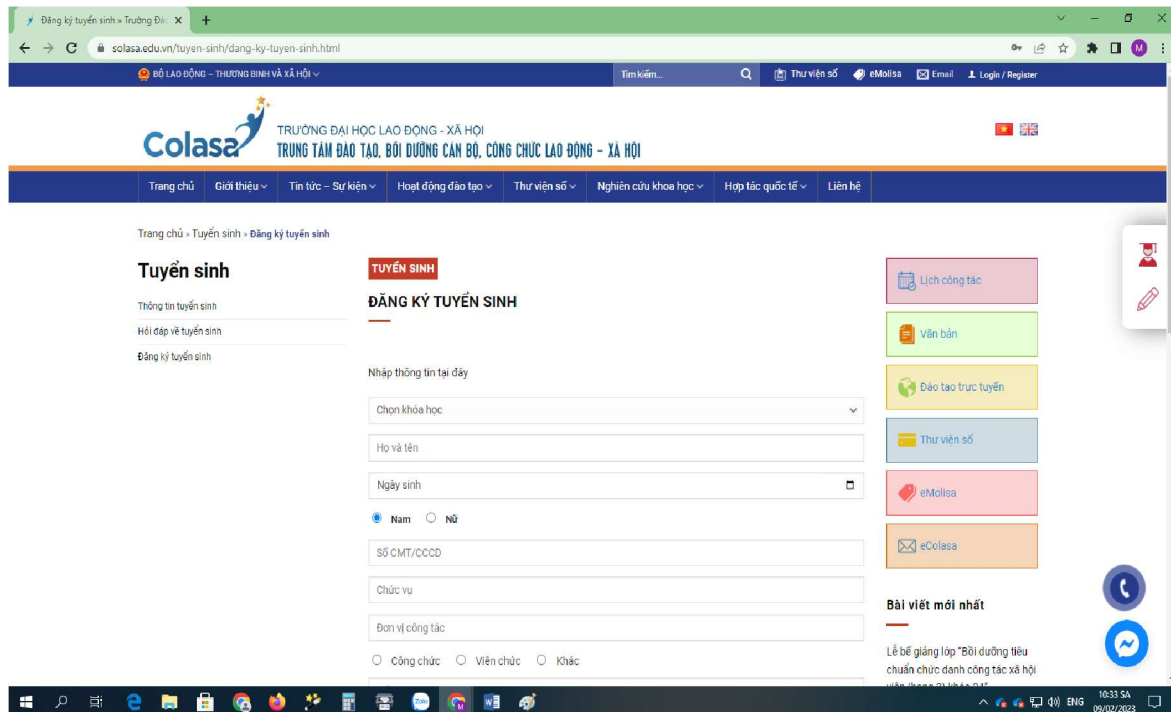 Đăng ký tuyển sinh » Trường Đạ
solasa.edu.vn/tuyen-sinh/dang-ky-tuyen-sinh.html
M
BỘ LAO ĐỘNG – THƯƠNG BINH VÀ XÃ HỘI
Tìm kiếm...
Thư viện số
eMolisa
Email
Login / Register
Colasa
TRƯỜNG ĐẠI HỌC LAO ĐỘNG - XÃ HỘI
TRUNG TÂM ĐÀO TẠO, BỒI DƯỠNG CÁN BỘ, CÔNG CHỨC LAO ĐỘNG – XÃ HỘI
Trang chủ Giới thiệu Tin tức – Sự kiện Hoạt động đào tạo Thư viện số Nghiên cứu khoa học Hợp tác quốc tế Liên hệ
Trang chủ » Tuyển sinh » Đăng ký tuyển sinh
Tuyển sinh
Thông tin tuyển sinh
Hỏi đáp về tuyển sinh
Đăng ký tuyển sinh
TUYỂN SINH
ĐĂNG KÝ TUYỂN SINH
Nhập thông tin tại đây
Chọn khóa học
Họ và tên
Ngày sinh
Nam Nữ
Số CMT/CCCD
Chức vụ
Đơn vị công tác
Công chức Viên chức Khác
Lịch công tác
Văn bản
Đào tạo trực tuyến
Thư viện số
eMolisa
eColasa
Bài viết mới nhất
Lễ bế giảng lớp "Bồi dưỡng tiêu
chuẩn chức danh công tác xã hội
viên (hạng 3) khóa 24"
Zalo
ENG
10:33 SA
09/02/2023